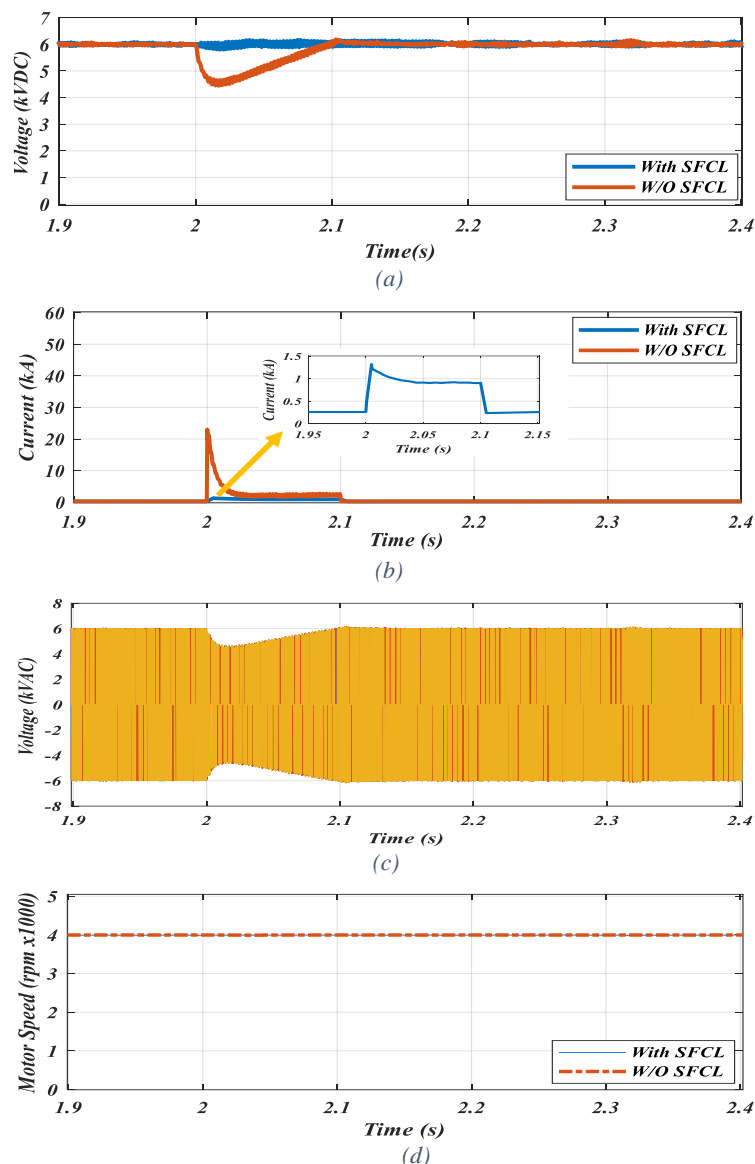 7
6
5
4
3
2
1
0
Voltage (kVDC)
With SFCL
W/O SFCL
1.9 2 2.1 2.2 2.3 2.4
Time(s)
(a)
60
50
40
30
20
10
0
Current (kA)
With SFCL
W/O SFCL
1.5
1
0.5
0
Current (kA)
1.95 2 2.05 2.1 2.15
Time (s)
1.9 2 2.1 2.2 2.3 2.4
Time (s)
(b)
8
6
4
2
0
-2
-4
-6
-8
Voltage (kVAC)
1.9 2 2.1 2.2 2.3 2.4
Time (s)
(c)
5
4
3
2
1
0
Motor Speed (rpm x1000)
With SFCL
W/O SFCL
1.9 2 2.1 2.2 2.3 2.4
Time (s)
(d)